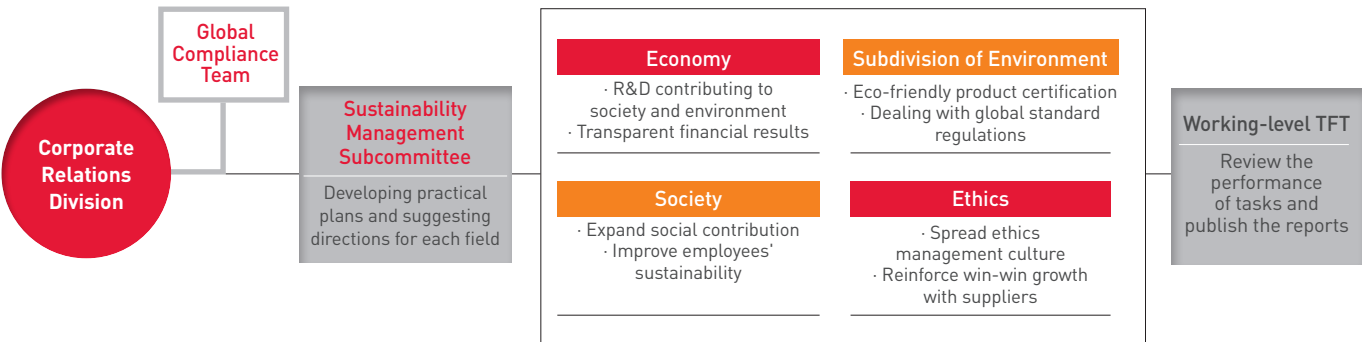 Global
Compliance
Team
Corporate
Relations
Division
Sustainability
Management
Subcommittee
Developing practical
plans and suggesting
directions for each field
Economy
· R&D contributing to
society and environment
· Transparent financial results
Subdivision of Environment
· Eco-friendly product certification
· Dealing with global standard
regulations
Society
· Expand social contribution
· Improve employees'
sustainability
Ethics
· Spread ethics
management culture
· Reinforce win-win growth
with suppliers
Working-level TFT
Review the
performance
of tasks and
publish the reports